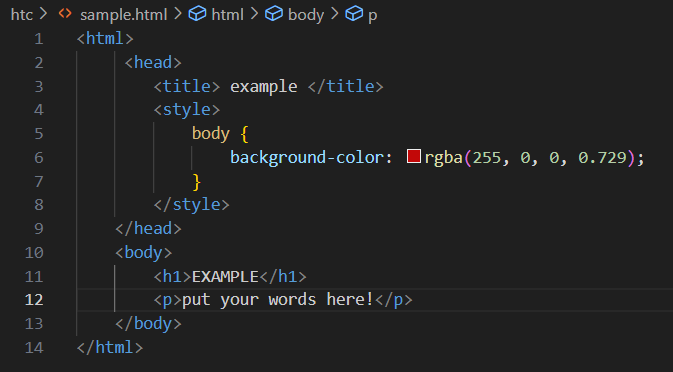 htc > sample.html > html > body > p
1 <html>
2 <head>
3 <title> example </title>
4 <style>
5 body {
6 background-color: rgba(255, 0, 0, 0.729);
7 }
8 </style>
9 </head>
10 <body>
11 <h1>EXAMPLE</h1>
12 <p>put your words here!</p>
13 </body>
14 </html>